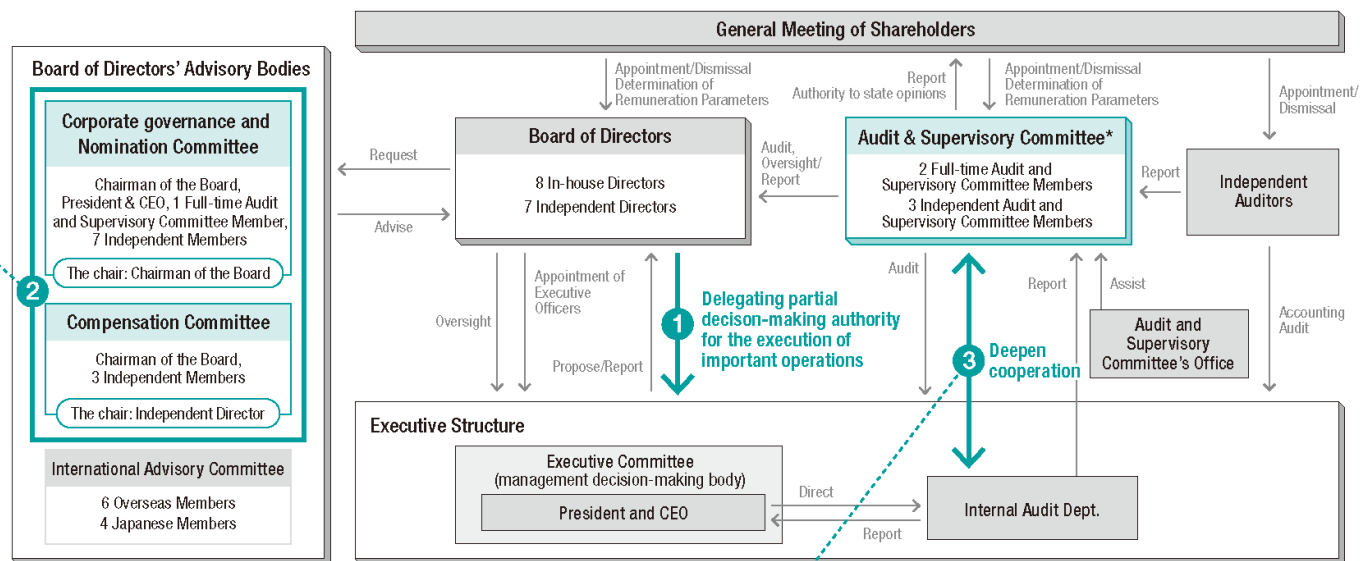 General Meeting of Shareholders
Board of Directors' Advisory Bodies
Corporate governance and
Nomination Committee
Chairman of the Board,
President & CEO, 1 Full-time Audit
and Supervisory Committee Member,
7 Independent Members
The chair: Chairman of the Board
2
Compensation Committee
Chairman of the Board,
3 Independent Members
The chair: Independent Director
International Advisory Committee
6 Overseas Members
4 Japanese Members
Request
Advise
Appointment/Dismissal
Determination of
Remuneration Parameters
Report
Authority to state opinions
Appointment/Dismissal
Determination of
Remuneration Parameters
Appointment/
Dismissal
Board of Directors
8 In-house Directors
7 Independent Directors
Audit,
Oversight/
Report
Audit & Supervisory Committee*
2 Full-time Audit and
Supervisory Committee Members
3 Independent Audit and
Supervisory Committee Members
Report
Independent
Auditors
Oversight
Appointment of
Executive
Officers
Propose/Report
1
Delegating partial
decison-making authority
for the execution of
important operations
Audit
3
Deepen
cooperation
Report
Assist
Audit and
Supervisory
Committee's Office
Accounting
Audit
Executive Structure
Executive Committee
(management decision-making body)
President and CEO
Direct
Report
Internal Audit Dept.